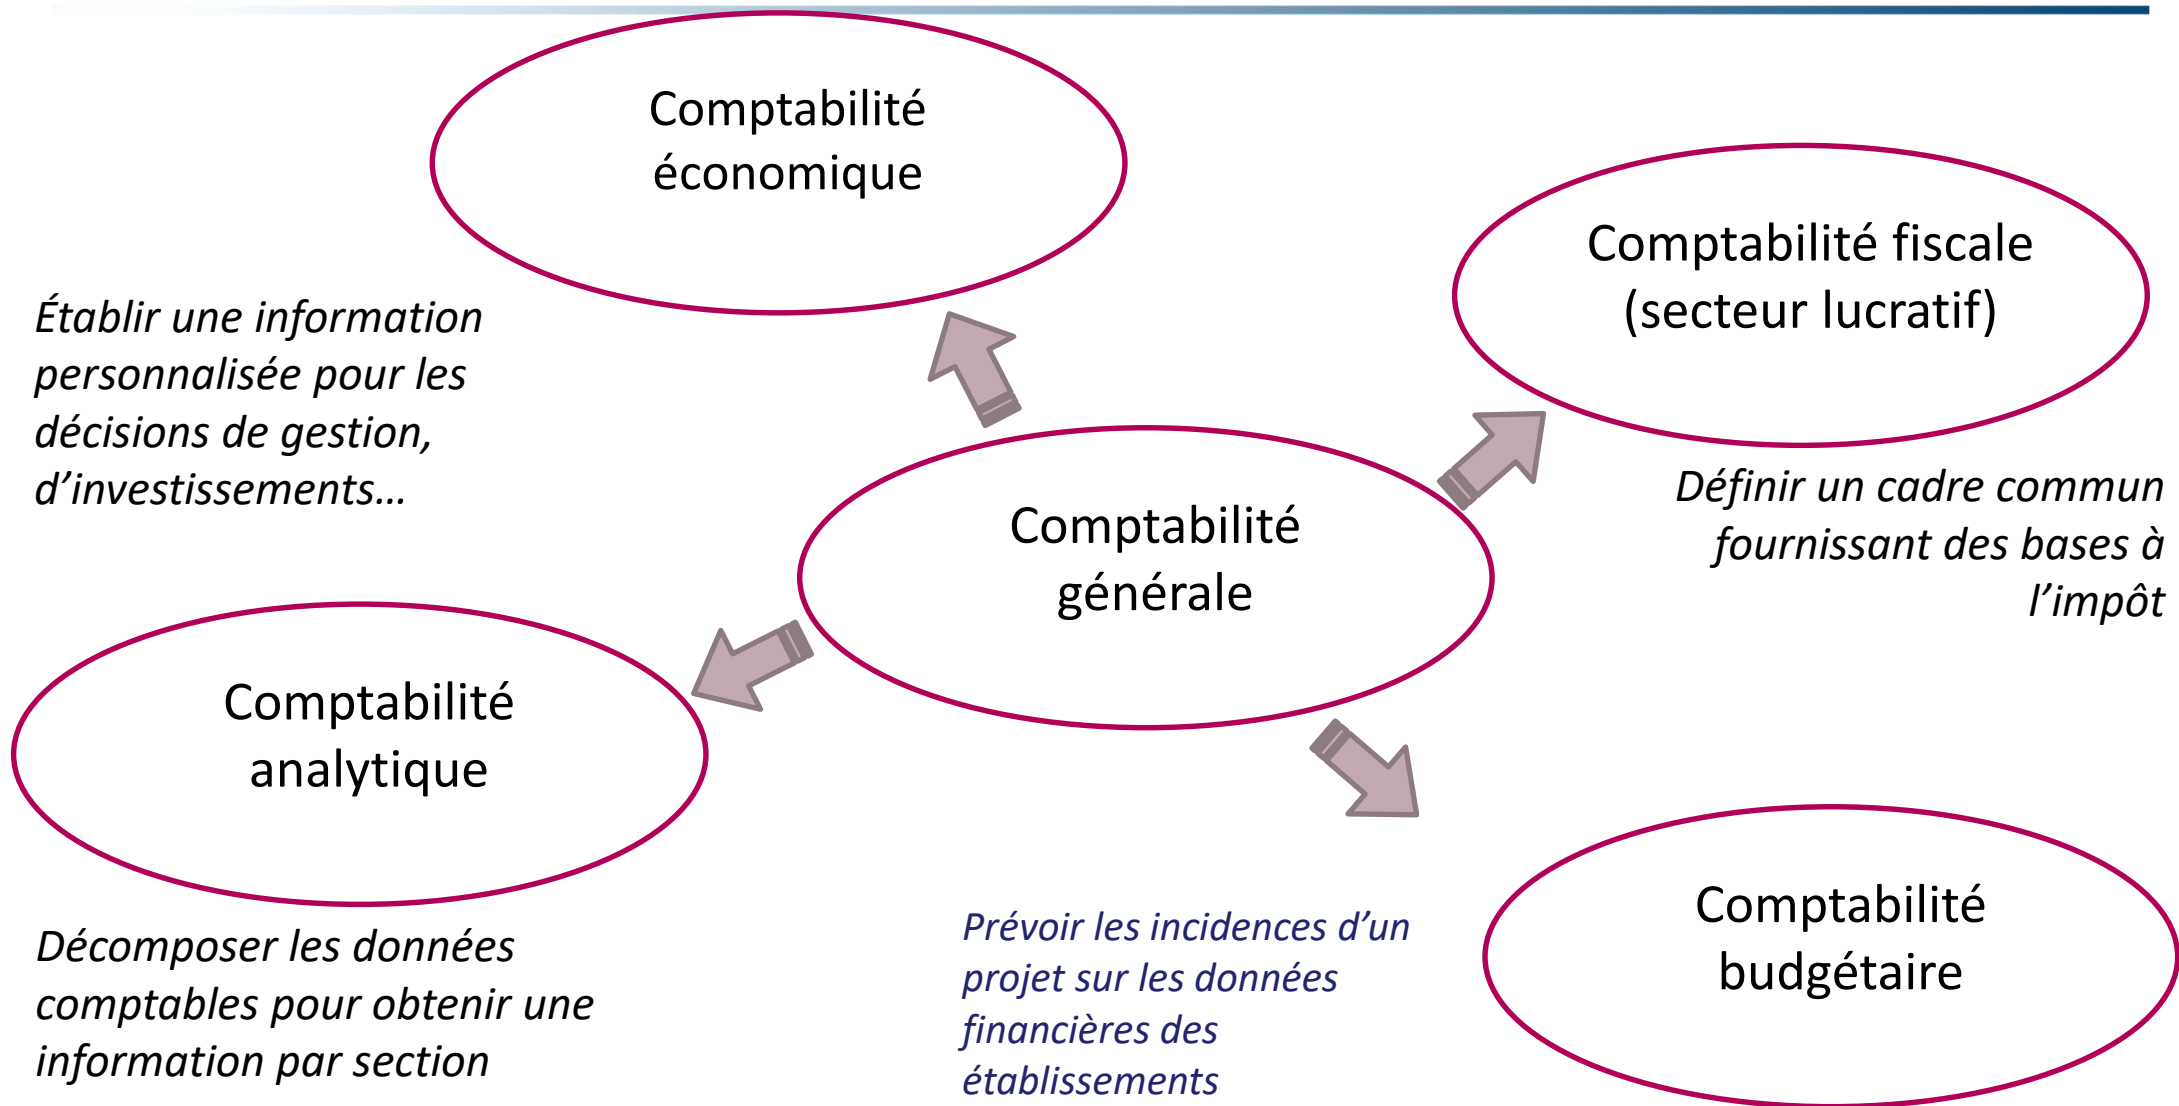 Comptabilité
économique
Comptabilité fiscale
(secteur lucratif)
Établir une information
personnalisée pour les
décisions de gestion,
d’investissements…
Définir un cadre commun
fournissant des bases à
l’impôt
Comptabilité
générale
Comptabilité
analytique
Décomposer les données
comptables pour obtenir une
information par section
Prévoir les incidences d’un
projet sur les données
financières des
établissements
Comptabilité
budgétaire